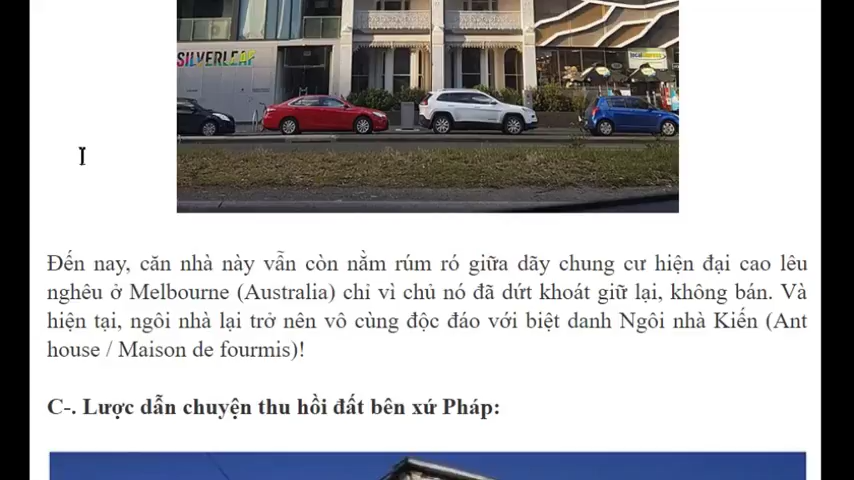 SILVERLEAF
Đến nay, căn nhà này vẫn còn nằm rúm ró giữa dãy chung cư hiện đại cao lêu
nghêu ở Melbourne (Australia) chỉ vì chủ nó đã dứt khoát giữ lại, không bán. Và
hiện tại, ngôi nhà lại trở nên vô cùng độc đáo với biệt danh Ngôi nhà Kiến (Ant
house / Maison de fourmis)!
C-. Lược dẫn chuyện thu hồi đất bên xứ Pháp: